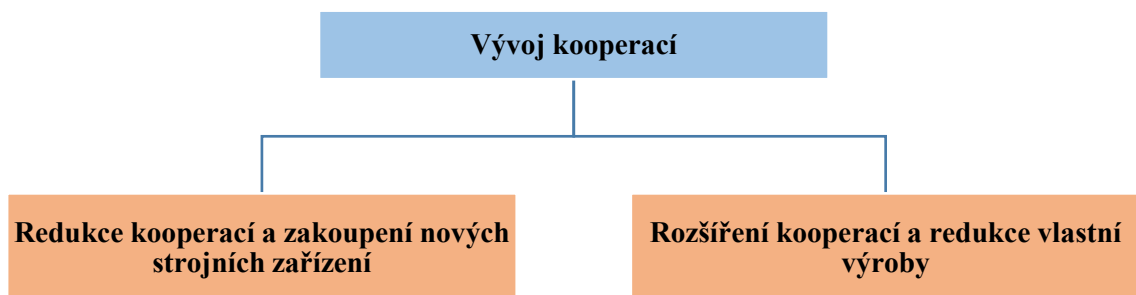 Vývoj kooperací
Redukce kooperací a zakoupení nových
strojních zařízení
Rozšíření kooperací a redukce vlastní
výroby